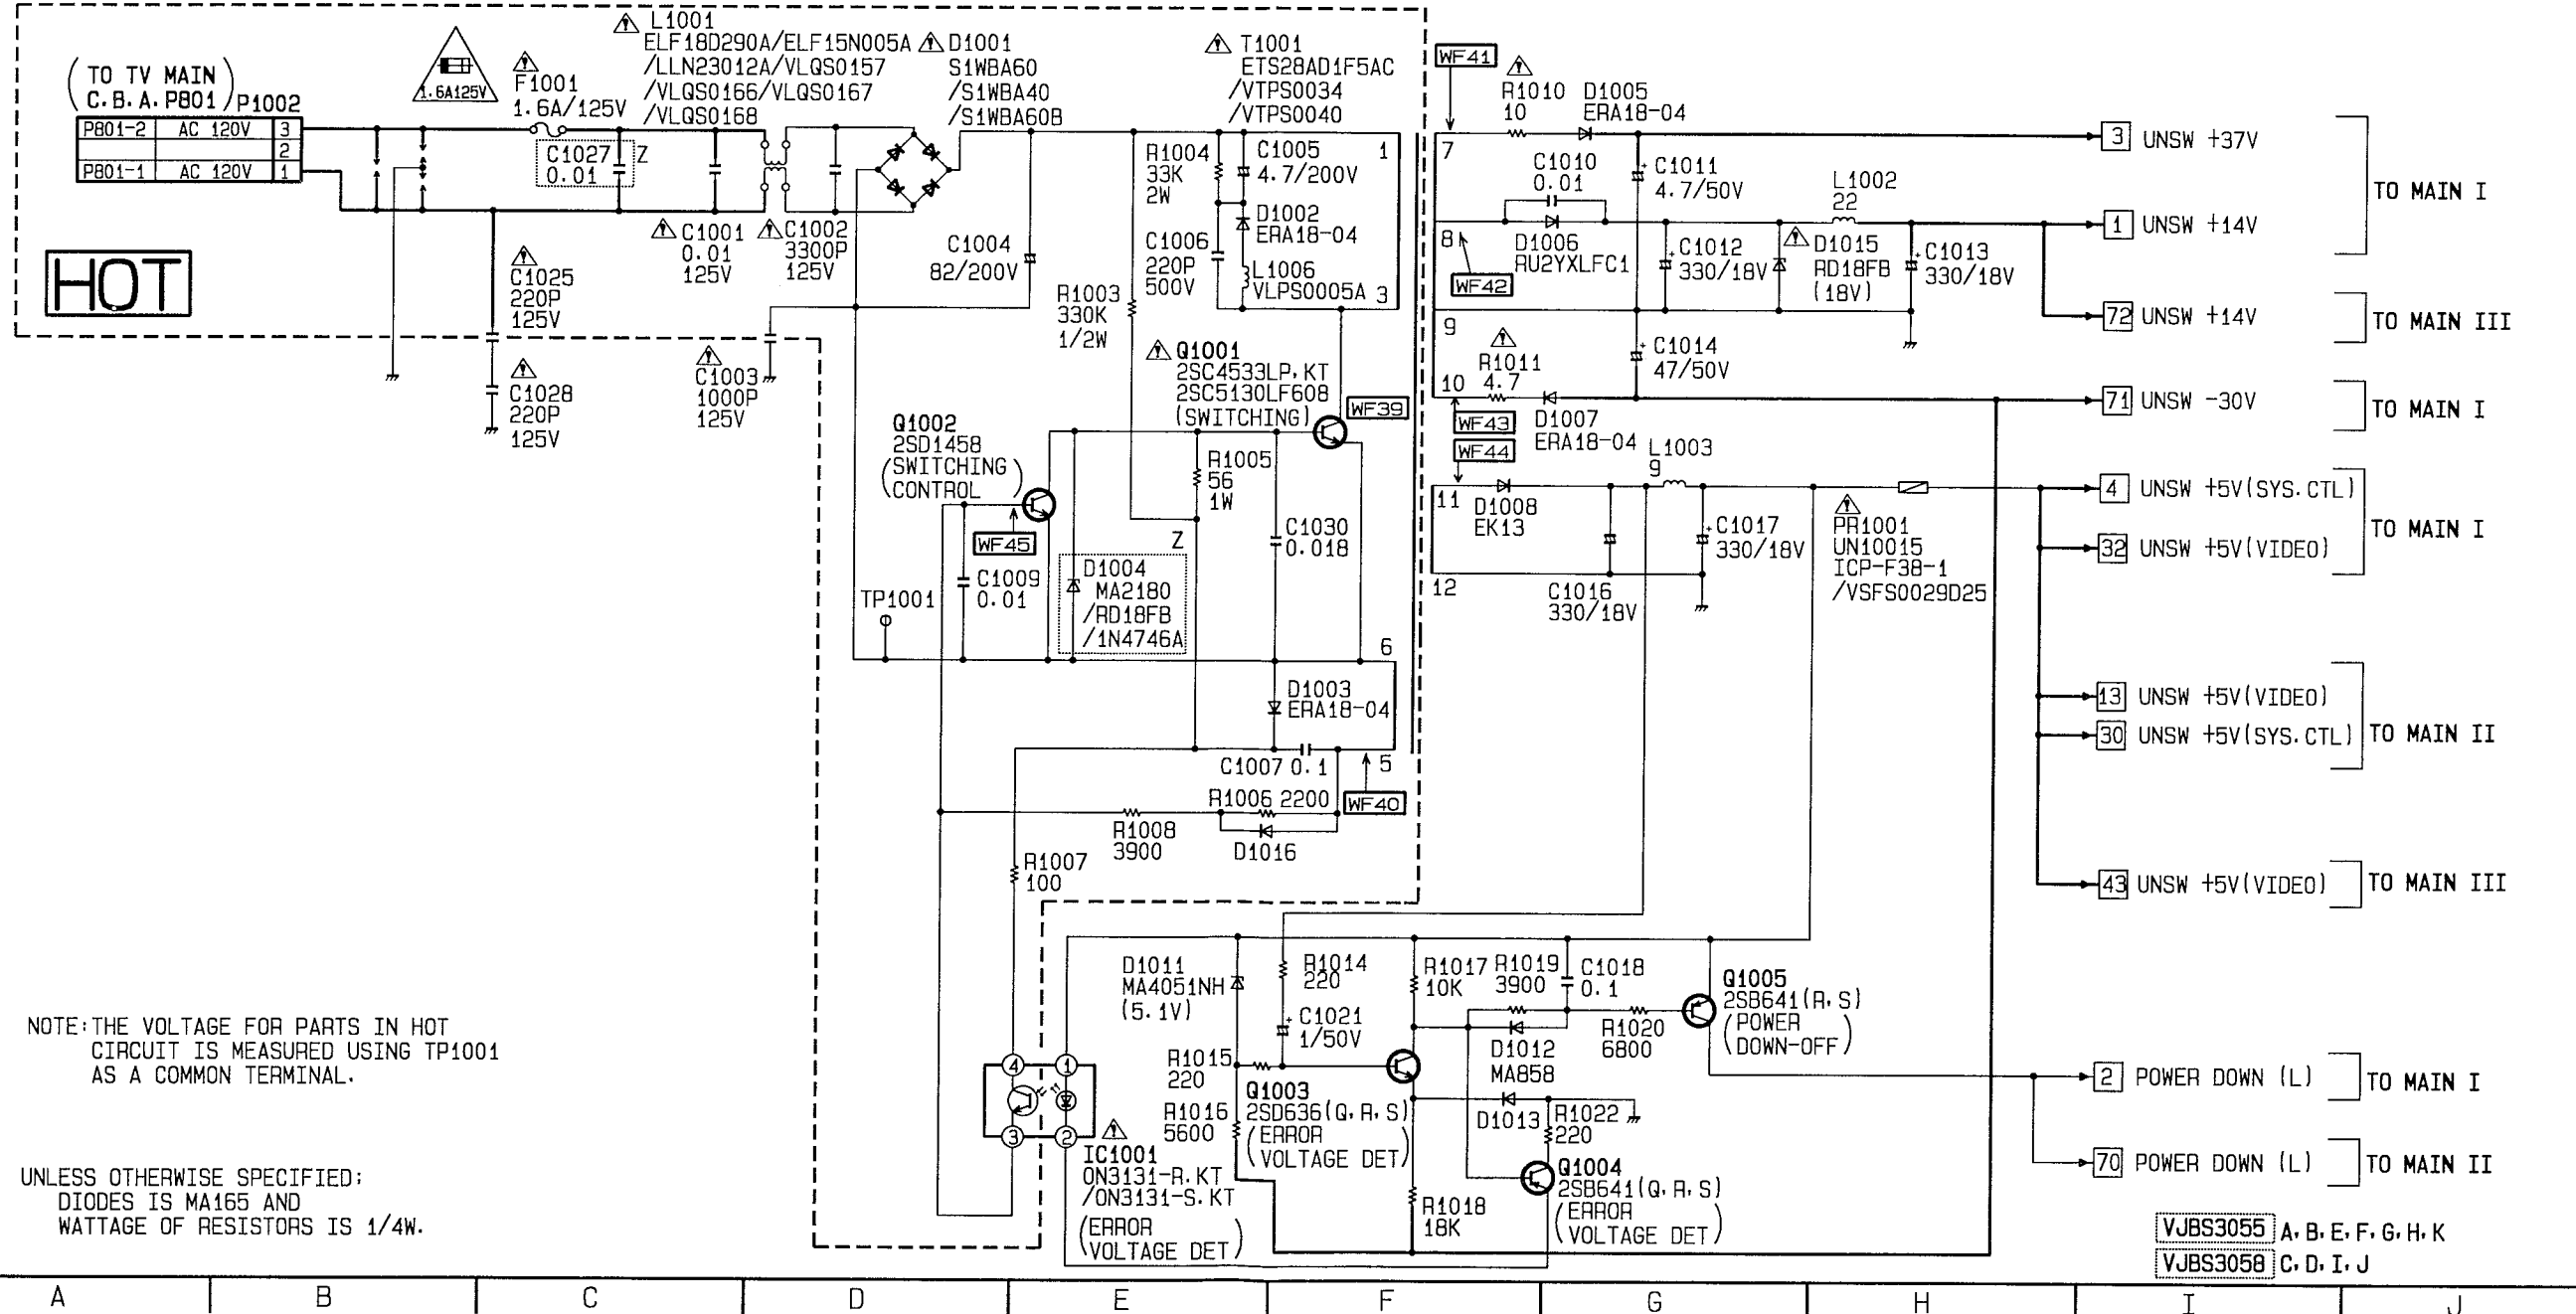 ( TO TV MAIN )
( C.B.A. P801 ) P1002
P801-2 AC 120V 3
2
P801-1 AC 120V 1
HOT
1.6A125V
F1001
1.6A/125V
L1001
ELF18D290A/ELF15N005A
/LLN23012A/VLQS0157
/VLQS0166/VLQS0167
/VLQS0168
D1001
S1WBA60
/S1WBA40
/S1WBA60B
T1001
ETS28AD1F5AC
/VTPS0034
/VTPS0040
C1027 Z
0.01
C1001
0.01
125V
C1002
3300P
125V
C1025
220P
125V
C1028
220P
125V
C1003
1000P
125V
C1004
82/200V
R1003
330K
1/2W
R1004
33K
2W
C1005
4.7/200V
D1002
ERA18-04
C1006
220P
500V
L1006
VLPS0005A
1
3
Q1001
2SC4533LP,KT
2SC5130LF608
(SWITCHING)
WF39
Q1002
2SD1458
(SWITCHING)
(CONTROL)
WF45
R1005
56
1W
C1030
0.018
C1009
0.01
TP1001
Z
D1004
MA2180
/RD18FB
/1N4746A
6
D1003
ERA18-04
C1007 0.1
5
WF40
R1006 2200
D1016
R1008
3900
R1007
100
WF41
R1010
10
D1005
ERA18-04
7
C1010
0.01
C1011
4.7/50V
L1002
22
8
WF42
D1006
RU2YXLFC1
C1012
330/18V
D1015
RD18FB
(18V)
C1013
330/18V
9
R1011
4.7
C1014
47/50V
10
WF43
D1007
ERA18-04
WF44
L1003
9
11
D1008
EK13
C1017
330/18V
PR1001
UN10015
ICP-F38-1
/VSFS0029D25
12
C1016
330/18V
3 UNSW +37V
TO MAIN I
1 UNSW +14V
72 UNSW +14V
TO MAIN III
71 UNSW -30V
TO MAIN I
4 UNSW +5V(SYS.CTL)
TO MAIN I
32 UNSW +5V(VIDEO)
13 UNSW +5V(VIDEO)
30 UNSW +5V(SYS.CTL)
TO MAIN II
43 UNSW +5V(VIDEO)
TO MAIN III
D1011
MA4051NH
(5.1V)
R1014
220
R1017
10K
R1019
3900
C1018
0.1
Q1005
2SB641(R,S)
(POWER)
(DOWN-OFF)
C1021
1/50V
R1020
6800
D1012
MA858
R1015
220
R1016
5600
Q1003
2SD636(Q,R,S)
(ERROR)
(VOLTAGE DET)
D1013
R1022
220
Q1004
2SB641(Q,R,S)
(ERROR)
(VOLTAGE DET)
R1018
18K
4 1
3 2
IC1001
ON3131-R.KT
/ON3131-S.KT
(ERROR)
(VOLTAGE DET)
2 POWER DOWN (L)
TO MAIN I
70 POWER DOWN (L)
TO MAIN II
NOTE:THE VOLTAGE FOR PARTS IN HOT
CIRCUIT IS MEASURED USING TP1001
AS A COMMON TERMINAL.
UNLESS OTHERWISE SPECIFIED:
DIODES IS MA165 AND
WATTAGE OF RESISTORS IS 1/4W.
VJBS3055 A,B,E,F,G,H,K
VJBS3058 C,D,I,J
A B C D E F G H I J